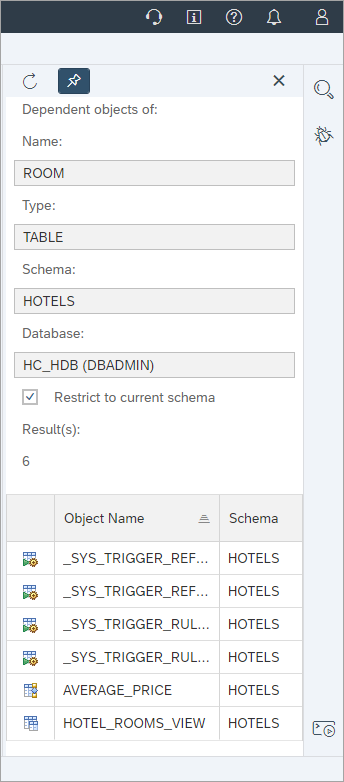 Dependent objects of:
Name:
ROOM
Type:
TABLE
Schema:
HOTELS
Database:
HC_HDB (DBADMIN)
Restrict to current schema
Result(s):
6
Object Name Schema
_SYS_TRIGGER_REF... HOTELS
_SYS_TRIGGER_REF... HOTELS
_SYS_TRIGGER_RUL... HOTELS
_SYS_TRIGGER_RUL... HOTELS
AVERAGE_PRICE HOTELS
HOTEL_ROOMS_VIEW HOTELS